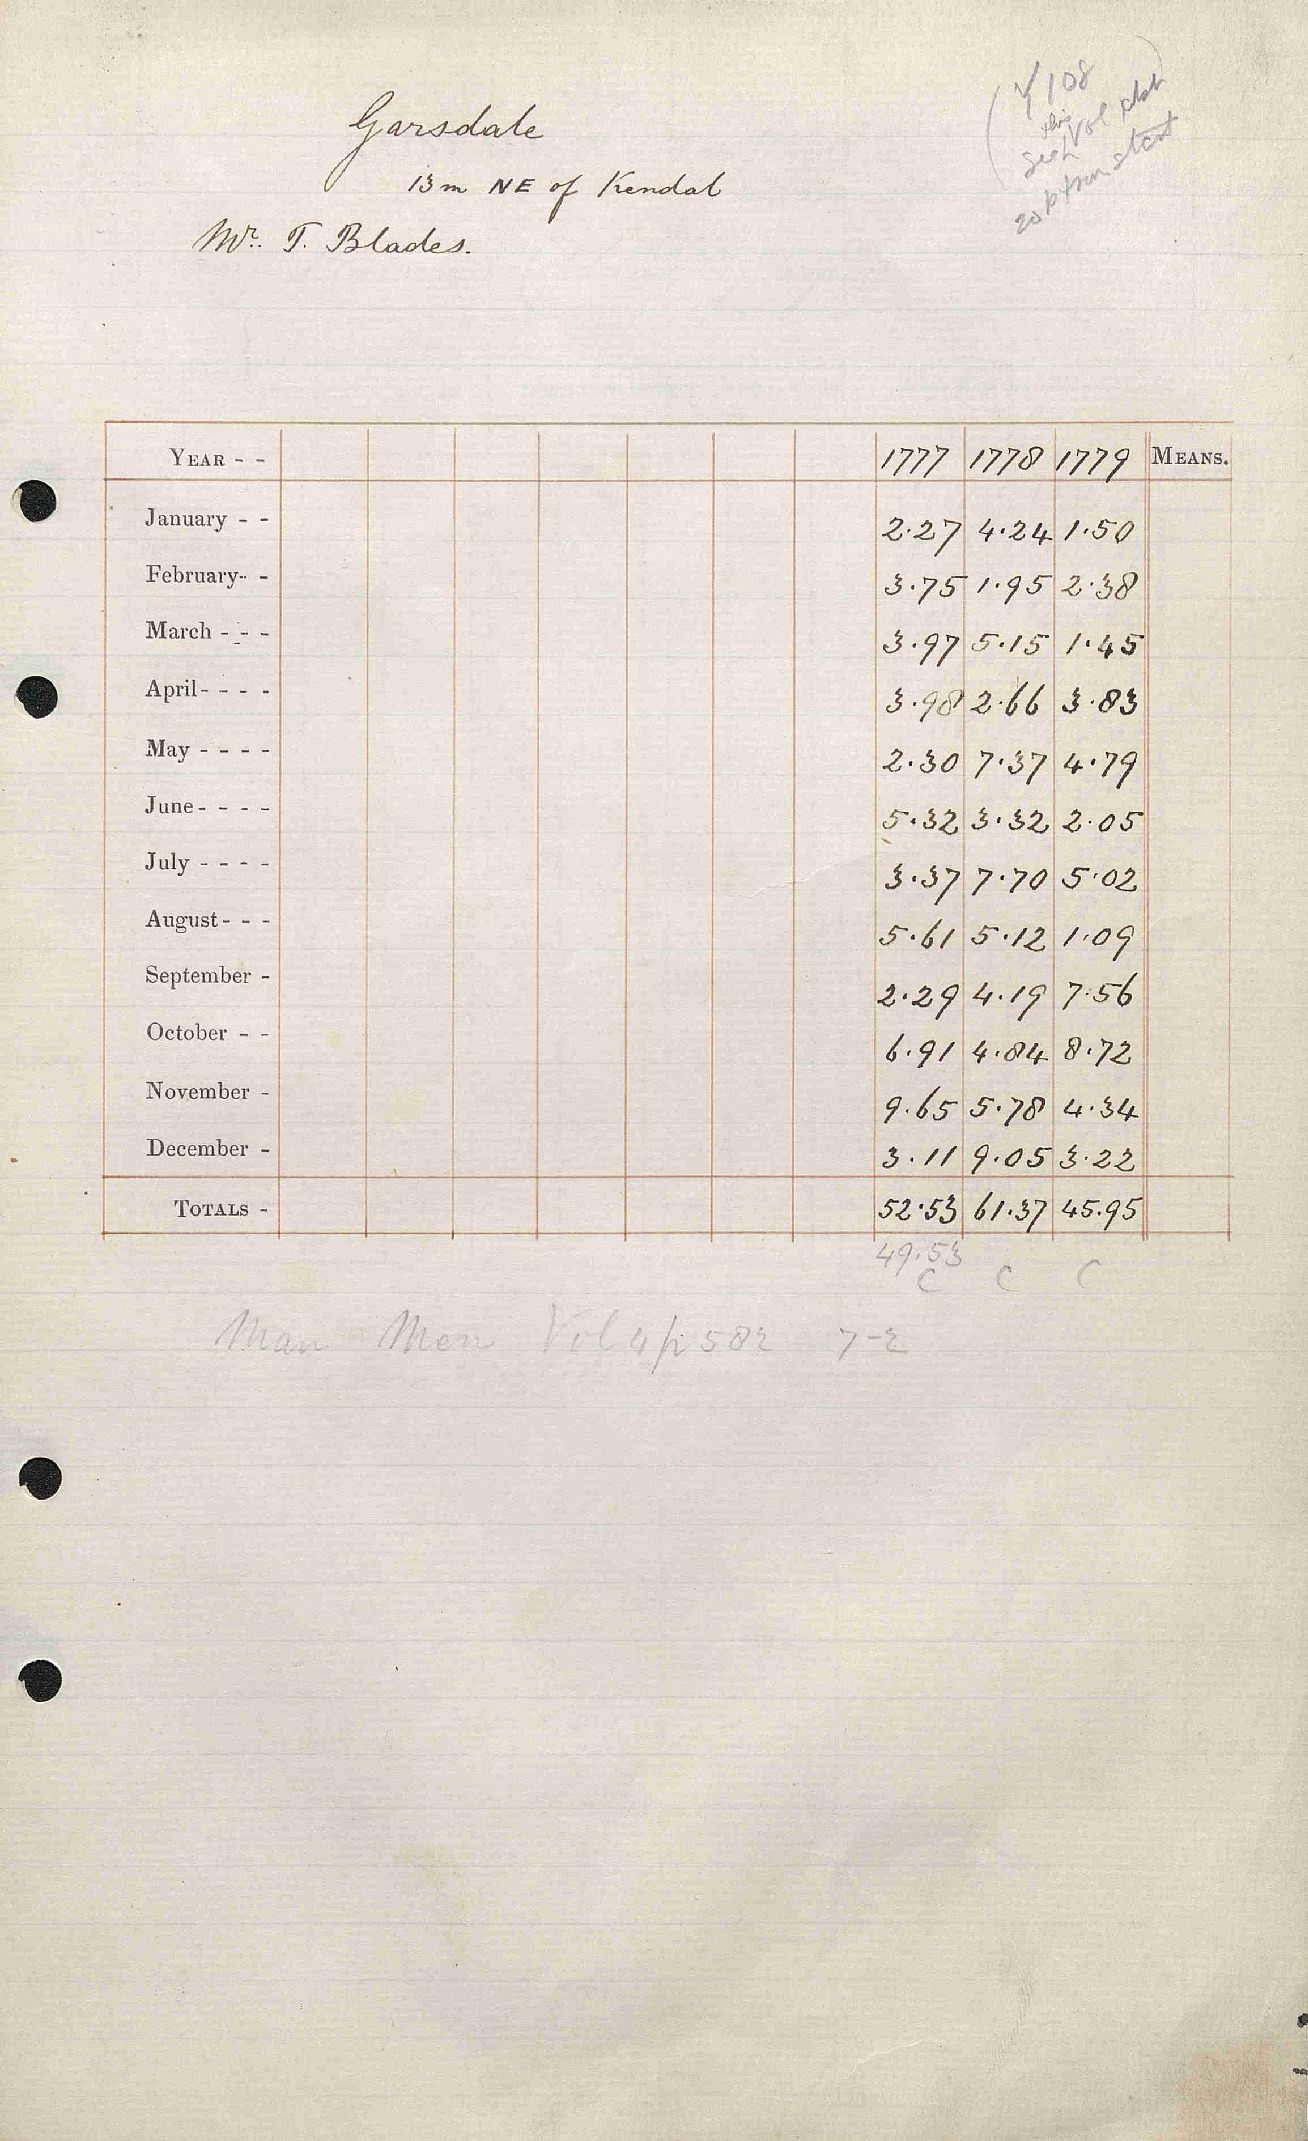 Garsdale
13m NE of Kendal
Mr. T. Blades.
108
this
Vol
start
YEAR - - 1777 1778 1779 MEANS.
January - - 2.27 4.24 1.50
February - - 3.75 1.95 2.38
March - - - 3.97 5.15 1.45
April - - - - 3.98 2.66 3.83
May - - - - 2.30 7.37 4.79
June - - - - 5.32 3.32 2.05
July - - - - 3.37 7.70 5.02
August - - - 5.61 5.12 1.09
September - 2.29 4.19 7.56
October - - 6.91 4.84 8.72
November - 9.65 5.78 4.34
December - 3.11 9.05 3.22
TOTALS - 52.53 61.37 45.95
49.53
C C C
Man Mem Vol 4 p 582 7-2